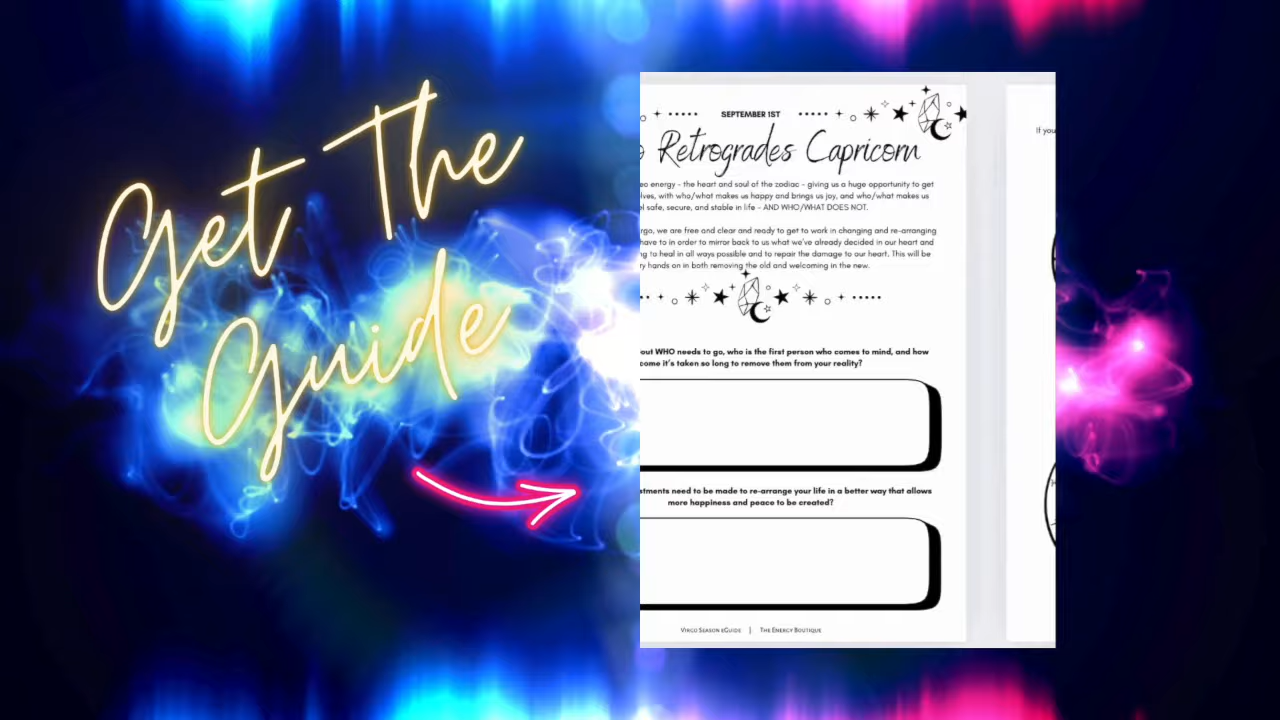 Get The
Guide
SEPTEMBER 1ST
Retrogrades Capricorn
energy - the heart and soul of the zodiac - giving us a huge opportunity to get
with who/what makes us happy and brings us joy, and who/what makes us
safe, secure, and stable in life - AND WHO/WHAT DOES NOT.
we are free and clear and ready to get to work in changing and re-arranging
have to in order to mirror back to us what we've already decided in our heart and
to heal in all ways possible and to repair the damage to our heart. This will be
hands on in both removing the old and welcoming in the new.
WHO needs to go, who is the first person who comes to mind, and how
come it's taken so long to remove them from your reality?
need to be made to re-arrange your life in a better way that allows
more happiness and peace to be created?
Virgo Season eGuide | The Energy Boutique
If you